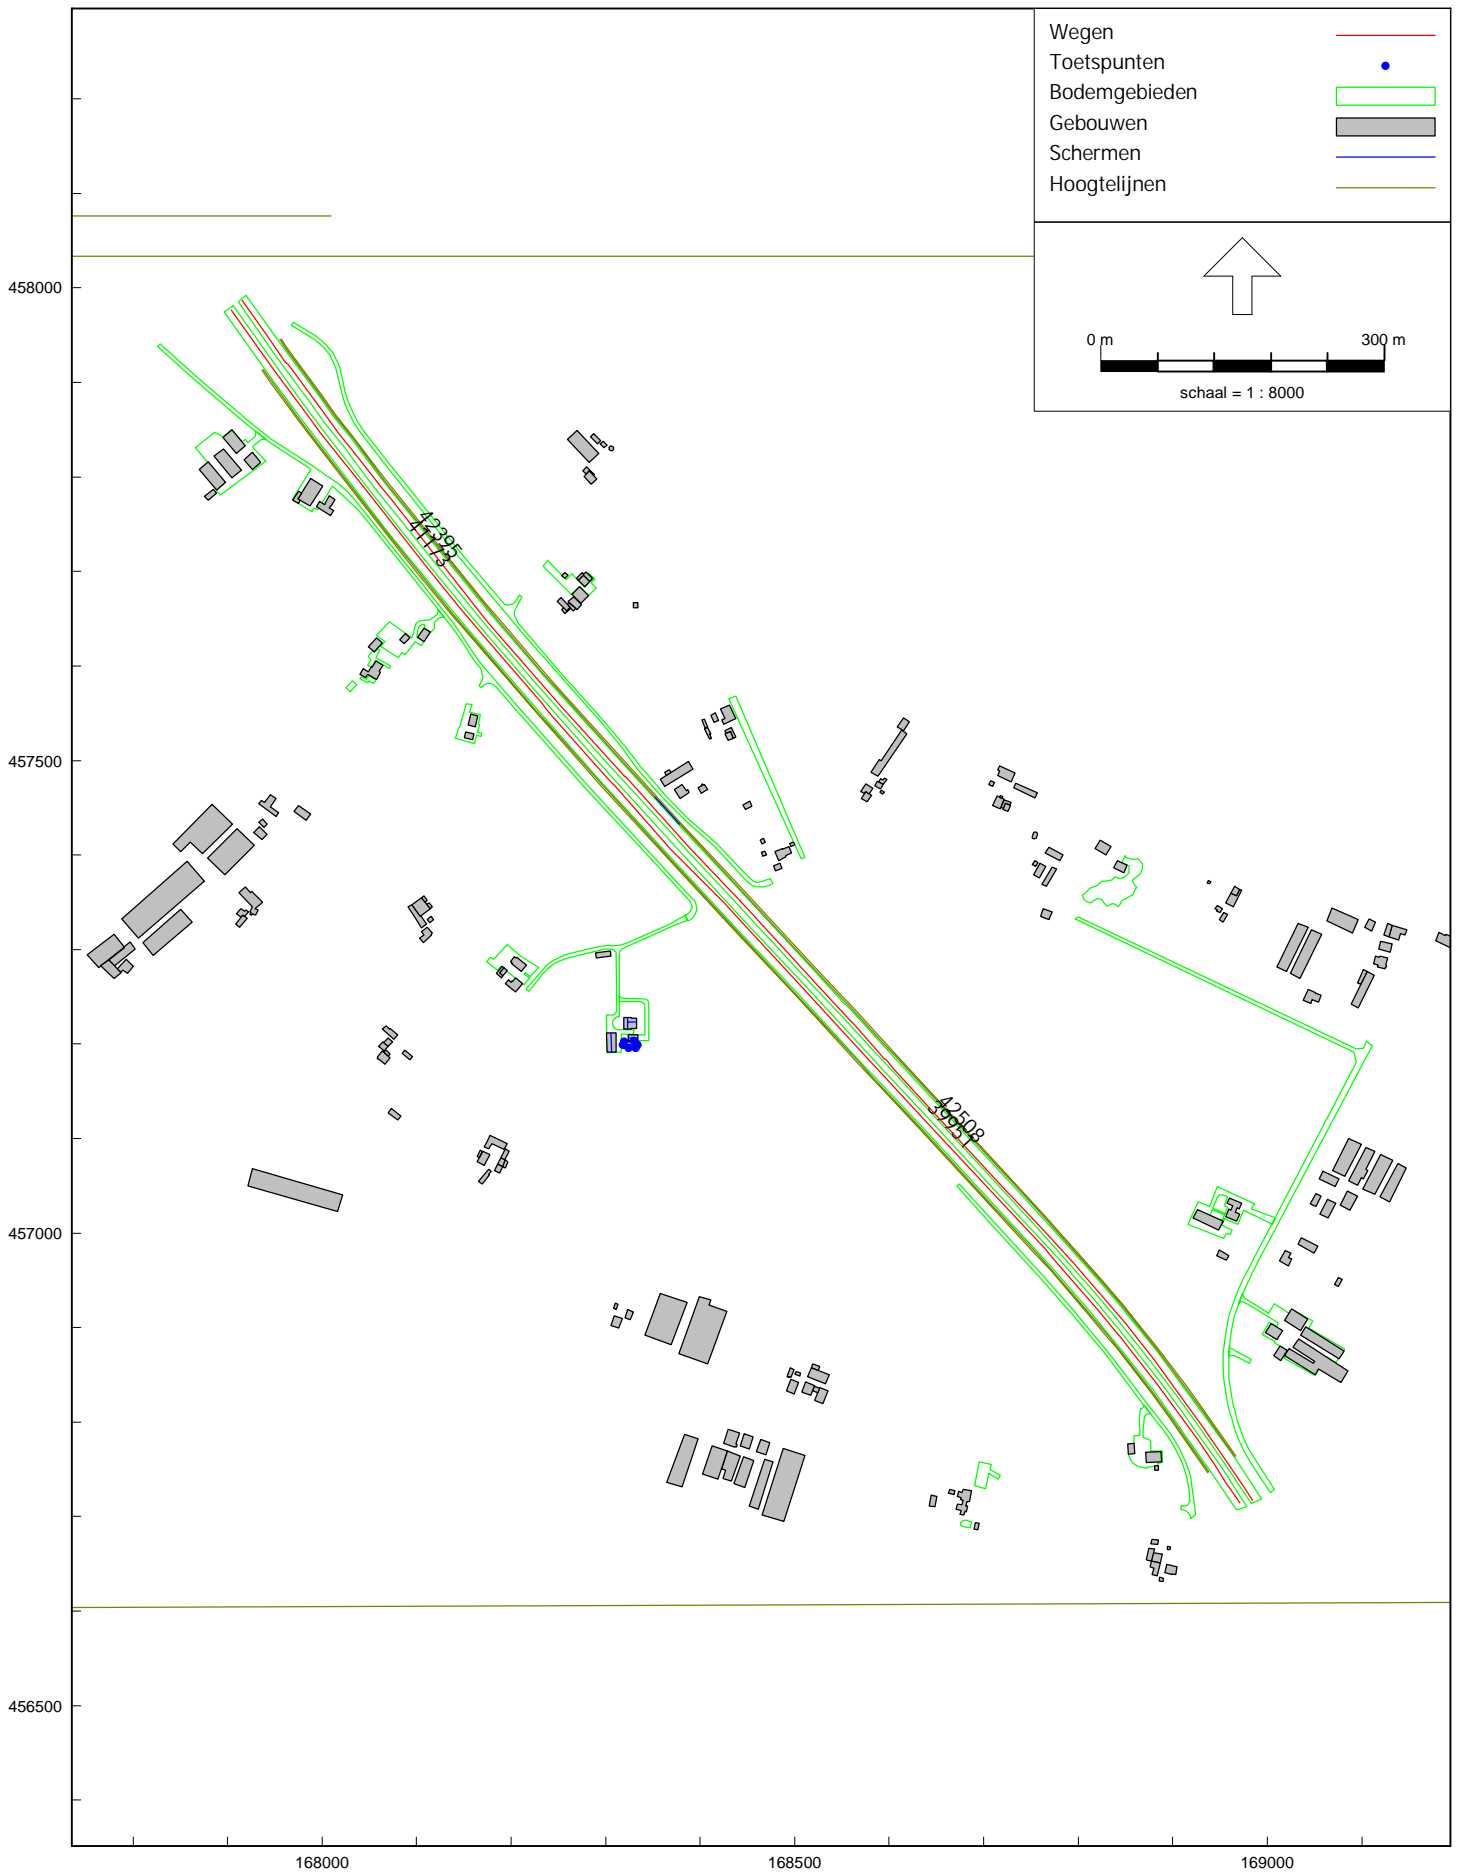 Wegen
Toetspunten
Bodemgebieden
Gebouwen
Schermen
Hoogtelijnen
0 m 300 m
schaal = 1 : 8000
458000
42395
41173
457500
42508
39951
457000
456500
168000 168500 169000